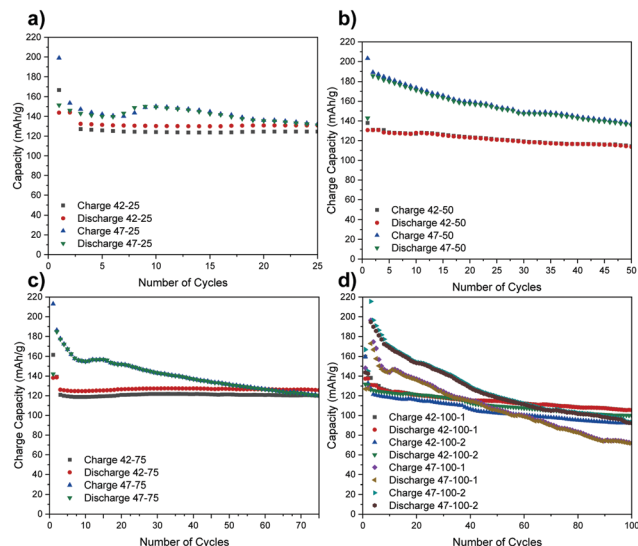 a)
220
200
180
160
140
120
100
80
60
40
20
0
Capacity (mAh/g)
Charge 42-25
Discharge 42-25
Charge 47-25
Discharge 47-25
0 5 10 15 20 25
Number of Cycles
b)
220
200
180
160
140
120
100
80
60
40
20
0
Charge Capacity (mAh/g)
Charge 42-50
Discharge 42-50
Charge 47-50
Discharge 47-50
0 5 10 15 20 25 30 35 40 45 50
Number of Cycles
c)
220
200
180
160
140
120
100
80
60
40
20
0
Charge Capacity (mAh/g)
Charge 42-75
Discharge 42-75
Charge 47-75
Discharge 47-75
0 10 20 30 40 50 60 70
Number of Cycles
d)
220
200
180
160
140
120
100
80
60
40
20
0
Capacity (mAh/g)
Charge 42-100-1
Discharge 42-100-1
Charge 42-100-2
Discharge 42-100-2
Charge 47-100-1
Discharge 47-100-1
Charge 47-100-2
Discharge 47-100-2
0 20 40 60 80 100
Number of Cycles